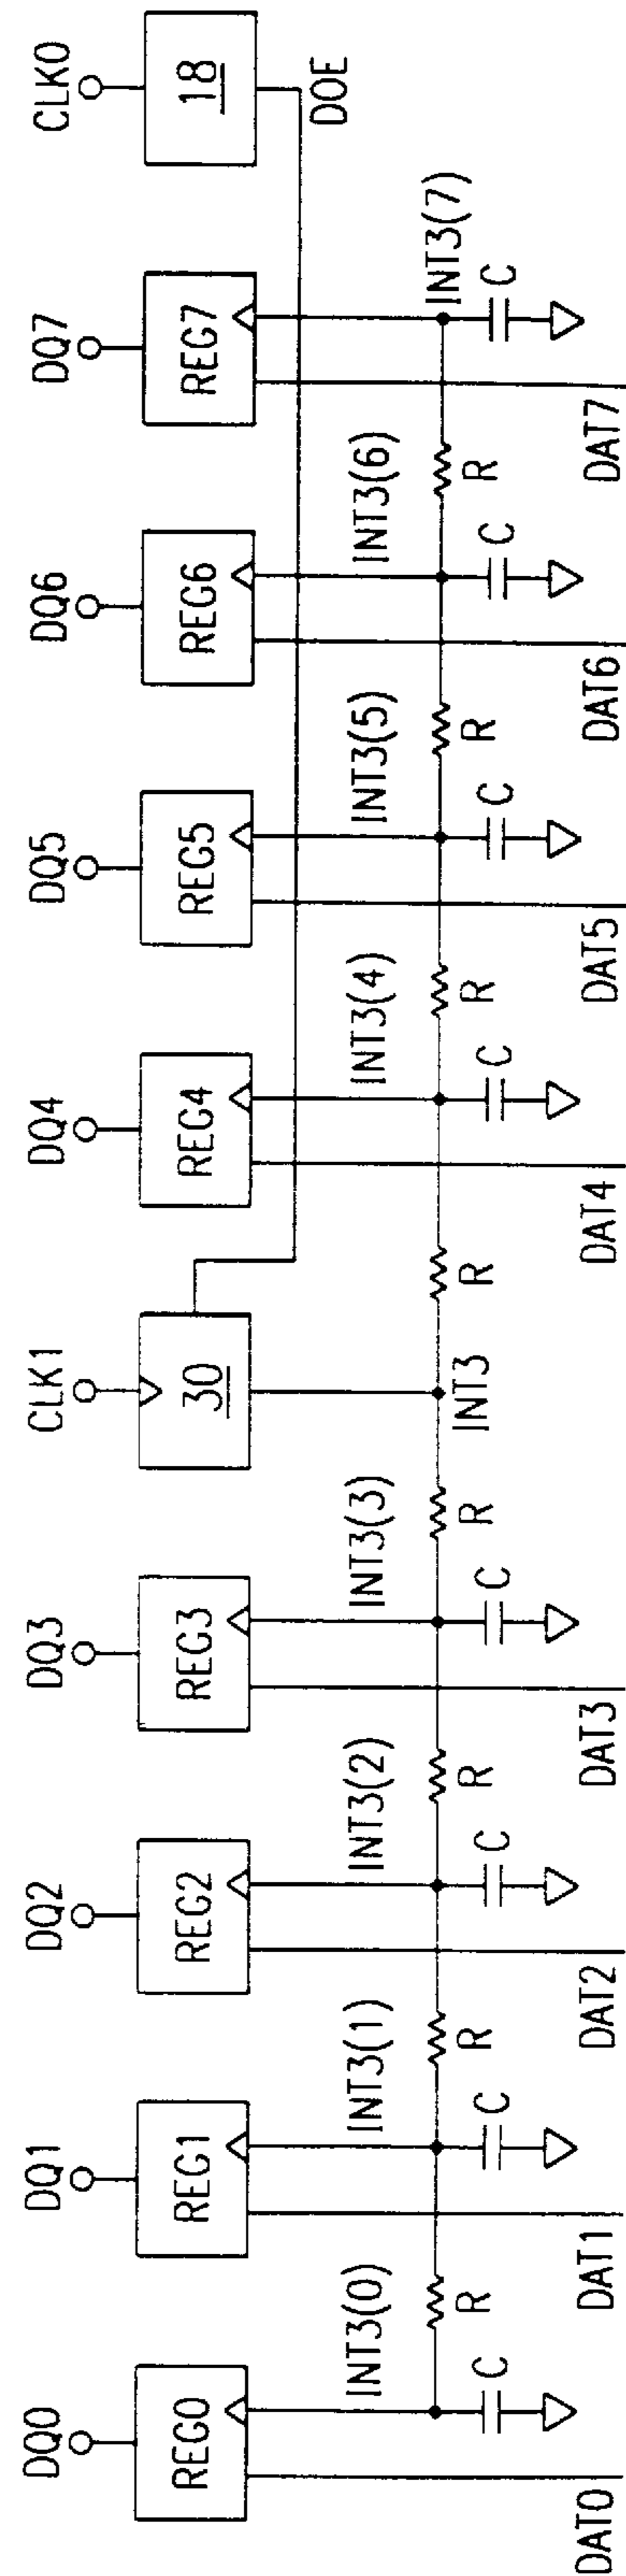 DQ0 DQ1 DQ2 DQ3 CLK1 DQ4 DQ5 DQ6 DQ7 CLK0
REG0 REG1 REG2 REG3 30 REG4 REG5 REG6 REG7 18
DOE
INT3(0) INT3(1) INT3(2) INT3(3) INT3(4) INT3(5) INT3(6) INT3(7)
INT3
R R R R R R R R
C C C C C C C C
DAT0 DAT1 DAT2 DAT3 DAT4 DAT5 DAT6 DAT7